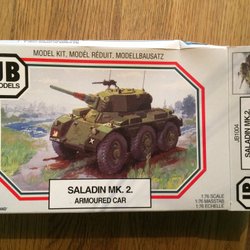 JB
MODELS
MODEL KIT, MODÈL RÉDUIT, MODELLBAUSATZ
SALADIN MK. 2.
ARMOURED CAR
1:76 SCALE
1:76 MASSTAB
1:76 ECHELLE
JB1004
SALADIN MK. 2.
JB